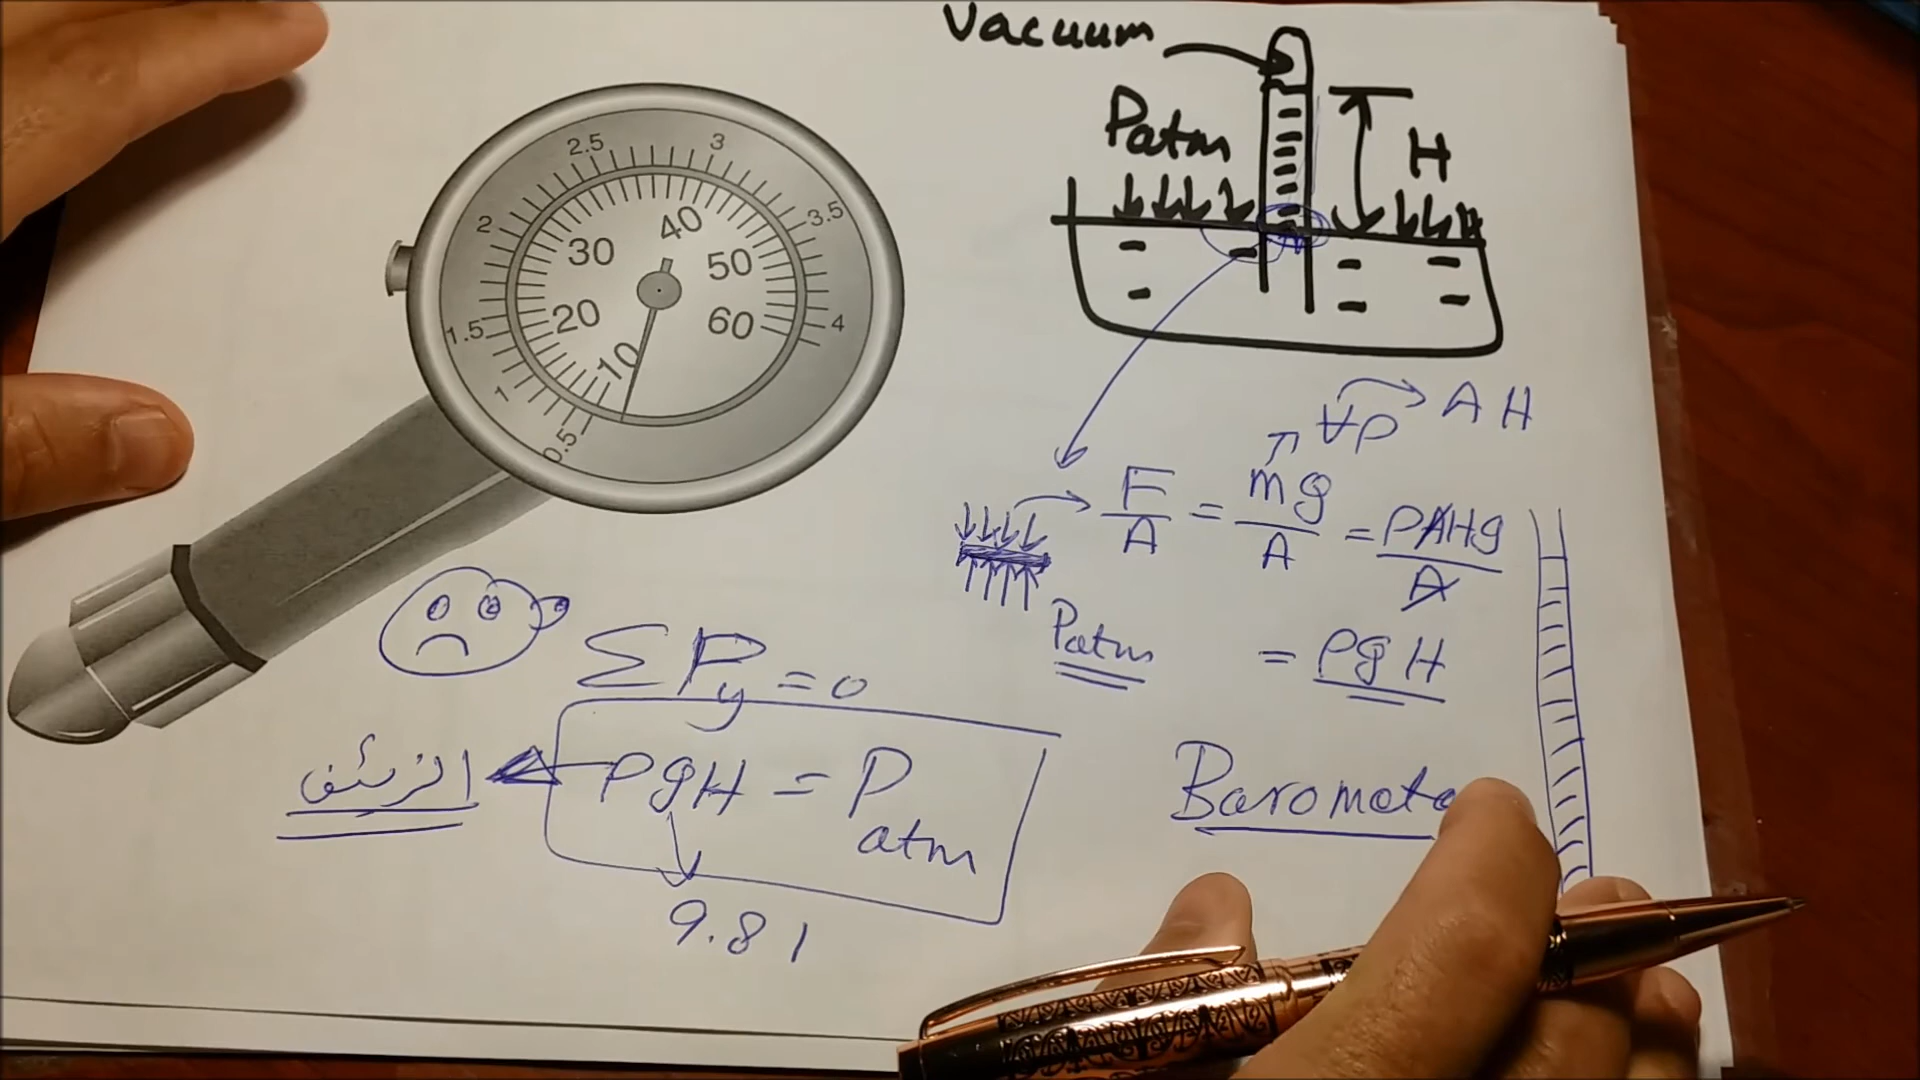 Vacuum
Patm
H
2.5 3
2 3.5
1.5 4
1
0.5
40
30 50
20 60
10
∀ρ AH
F/A = mg/A = ρAHg/A
Patm
= ρgH
ΣPy = 0
الزئبق
ρgH = Patm
9.81
Baromete